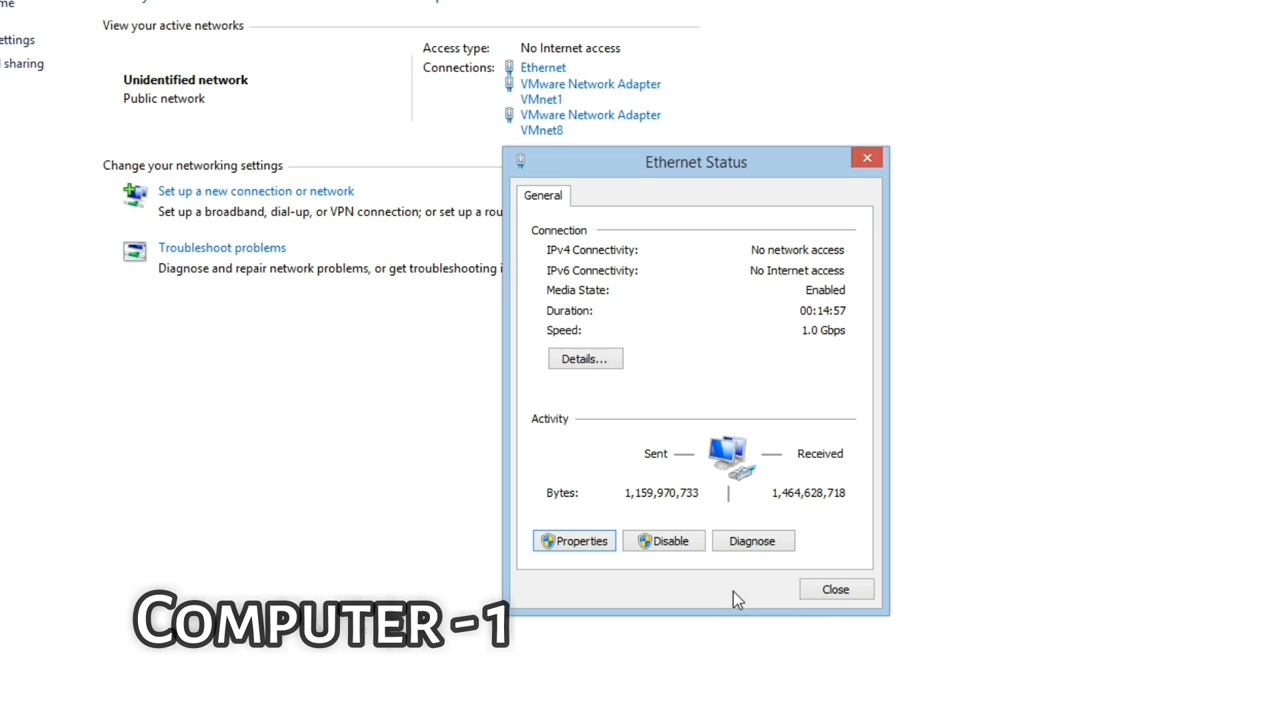 me
View your active networks
ettings
l sharing
Access type: No Internet access
Connections: Ethernet
VMware Network Adapter
VMnet1
VMware Network Adapter
VMnet8
Unidentified network
Public network
Change your networking settings
Set up a new connection or network
Set up a broadband, dial-up, or VPN connection; or set up a rou
Troubleshoot problems
Diagnose and repair network problems, or get troubleshooting i
Ethernet Status
General
Connection
IPv4 Connectivity: No network access
IPv6 Connectivity: No Internet access
Media State: Enabled
Duration: 00:14:57
Speed: 1.0 Gbps
Details...
Activity
Sent Received
Bytes: 1,159,970,733 1,464,628,718
Properties Disable Diagnose
Close
Computer -1